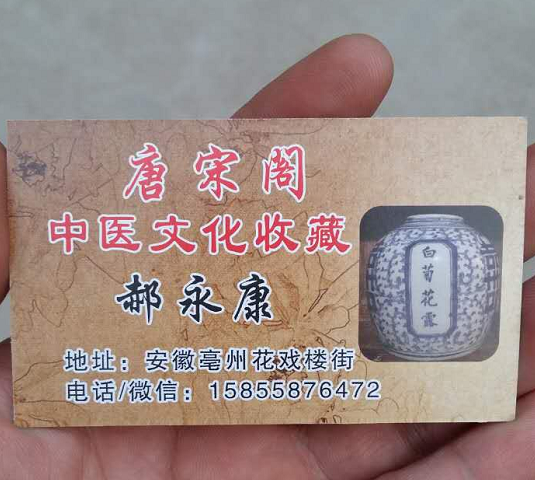 唐宋阁
中医文化收藏
郝永康
地址：安徽亳州花戏楼街
电话/微信：15855876472
白菊花露